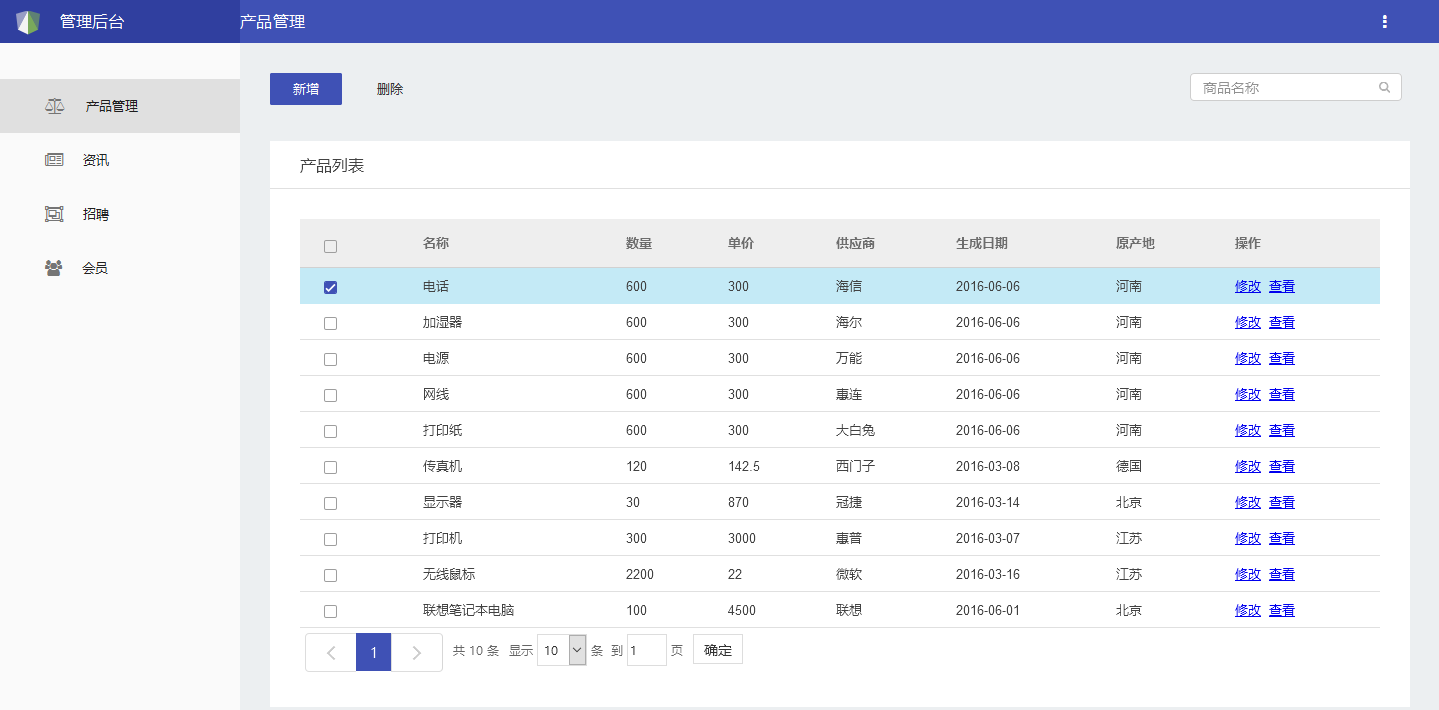 管理后台 产品管理
新增 删除 商品名称
产品管理
资讯
招聘
会员
产品列表
名称 数量 单价 供应商 生成日期 原产地 操作
电话 600 300 海信 2016-06-06 河南 修改 查看
加湿器 600 300 海尔 2016-06-06 河南 修改 查看
电源 600 300 万能 2016-06-06 河南 修改 查看
网线 600 300 惠连 2016-06-06 河南 修改 查看
打印纸 600 300 大白兔 2016-06-06 河南 修改 查看
传真机 120 142.5 西门子 2016-03-08 德国 修改 查看
显示器 30 870 冠捷 2016-03-14 北京 修改 查看
打印机 300 3000 惠普 2016-03-07 江苏 修改 查看
无线鼠标 2200 22 微软 2016-03-16 江苏 修改 查看
联想笔记本电脑 100 4500 联想 2016-06-01 北京 修改 查看
1 共 10 条 显示 10 条 到 1 页 确定